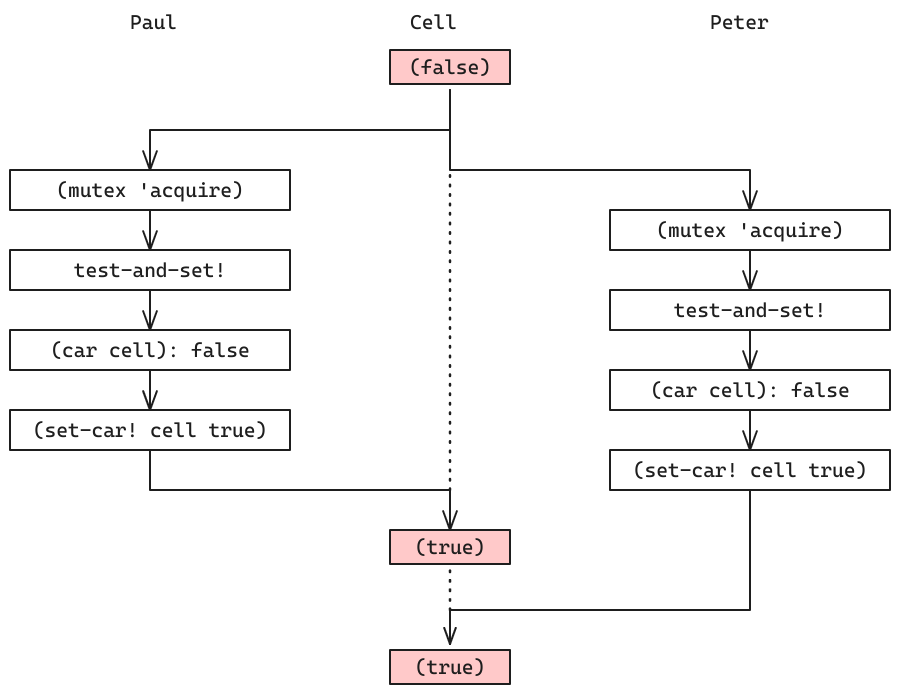 Paul
Cell
Peter
(false)
(mutex 'acquire)
test-and-set!
(car cell): false
(set-car! cell true)
(mutex 'acquire)
test-and-set!
(car cell): false
(set-car! cell true)
(true)
(true)